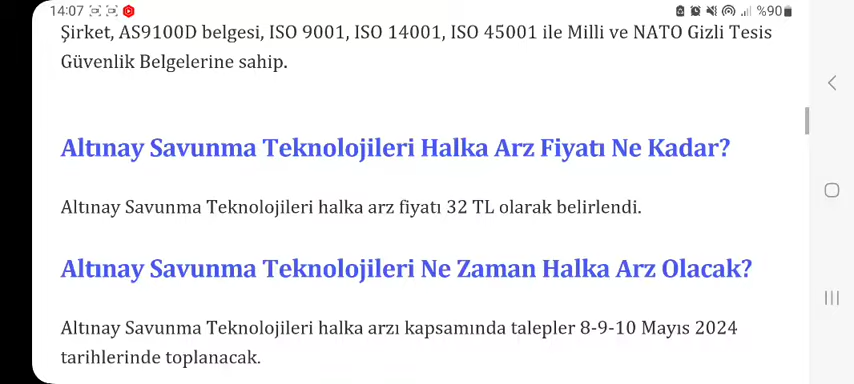 14:07
%90
Şirket, AS9100D belgesi, ISO 9001, ISO 14001, ISO 45001 ile Milli ve NATO Gizli Tesis
Güvenlik Belgelerine sahip.
Altınay Savunma Teknolojileri Halka Arz Fiyatı Ne Kadar?
Altınay Savunma Teknolojileri halka arz fiyatı 32 TL olarak belirlendi.
Altınay Savunma Teknolojileri Ne Zaman Halka Arz Olacak?
Altınay Savunma Teknolojileri halka arzı kapsamında talepler 8-9-10 Mayıs 2024
tarihlerinde toplanacak.